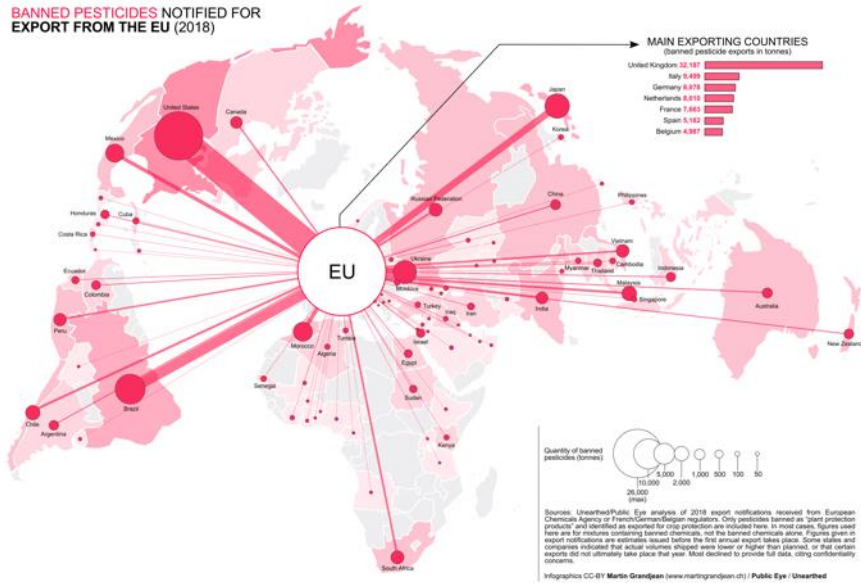 BANNED PESTICIDES NOTIFIED FOR
EXPORT FROM THE EU (2018)
MAIN EXPORTING COUNTRIES
(banned pesticide exports in tonnes)
United Kingdom 32,187
Italy 9,499
Germany 8,078
Netherlands 8,010
France 7,663
Spain 5,182
Belgium 4,987
United States
Canada
Mexico
Japan
Korea
Honduras
Cuba
Costa Rica
Russian Federation
China
Philippines
Ecuador
Colombia
EU
Ukraine
Moldova
Vietnam
Myanmar
Thailand
Cambodia
Indonesia
Malaysia
Singapore
Peru
Turkey
Iraq
Iran
India
Australia
Morocco
Algeria
Tunisia
Israel
New Zealand
Senegal
Egypt
Brazil
Sudan
Chile
Argentina
Kenya
South Africa
Quantity of banned
pesticides (tonnes):
26,000
(max)
10,000
5,000
2,000
1,000
500
100
50
Sources: Unearthed/Public Eye analysis of 2018 export notifications received from European
Chemicals Agency or French/German/Belgian regulators. Only pesticides banned as "plant protection
products" and identified as exported for crop protection are included here. In most cases, figures used
here are for mixtures containing banned chemicals, not the banned chemicals alone. Figures in
export notifications are estimates issued before the first annual export takes place. Some states and
companies indicated that actual volumes shipped were lower or higher than planned, or that certain
exports did not ultimately take place that year. Most declined to provide full data, citing confidentiality
concerns.
Infographics CC-BY Martin Grandjean (www.martingrandjean.ch) / Public Eye / Unearthed